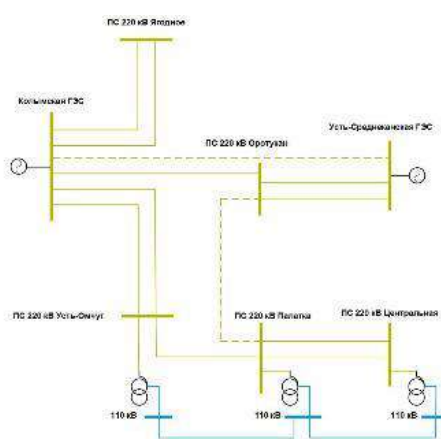 ПС 220 кВ Ягодное
Колымская ГЭС
Усть-Среднеканская ГЭС
ПС 220 кВ Оротукан
ПС 220 кВ Усть-Омчуг
ПС 220 кВ Палатка
ПС 220 кВ Центральная
110 кВ
110 кВ
110 кВ